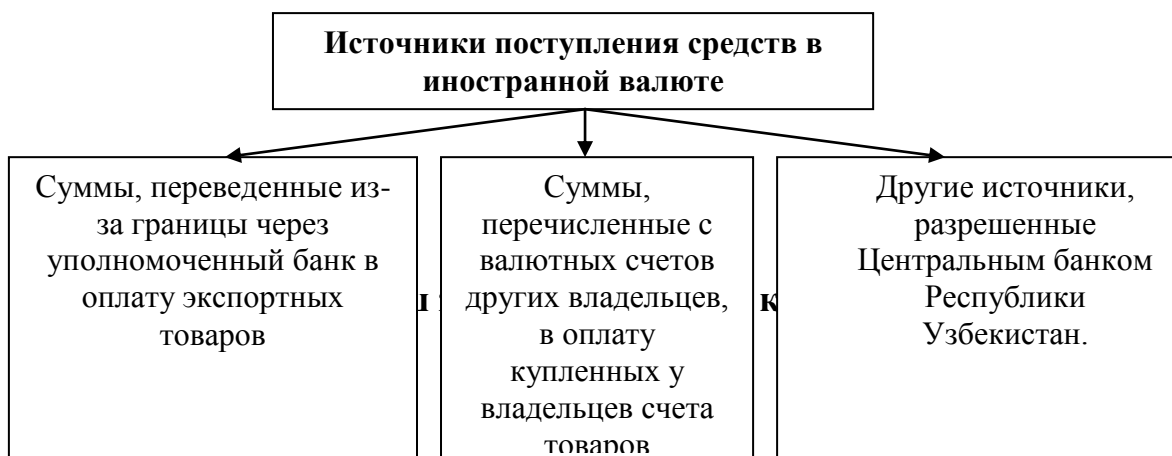 Источники поступления средств в
иностранной валюте
Суммы, переведенные из-
за границы через
уполномоченный банк в
оплату экспортных
товаров
Суммы,
перечисленные с
валютных счетов
других владельцев,
в оплату
купленных у
владельцев счета
товаров
Другие источники,
разрешенные
Центральным банком
Республики
Узбекистан.